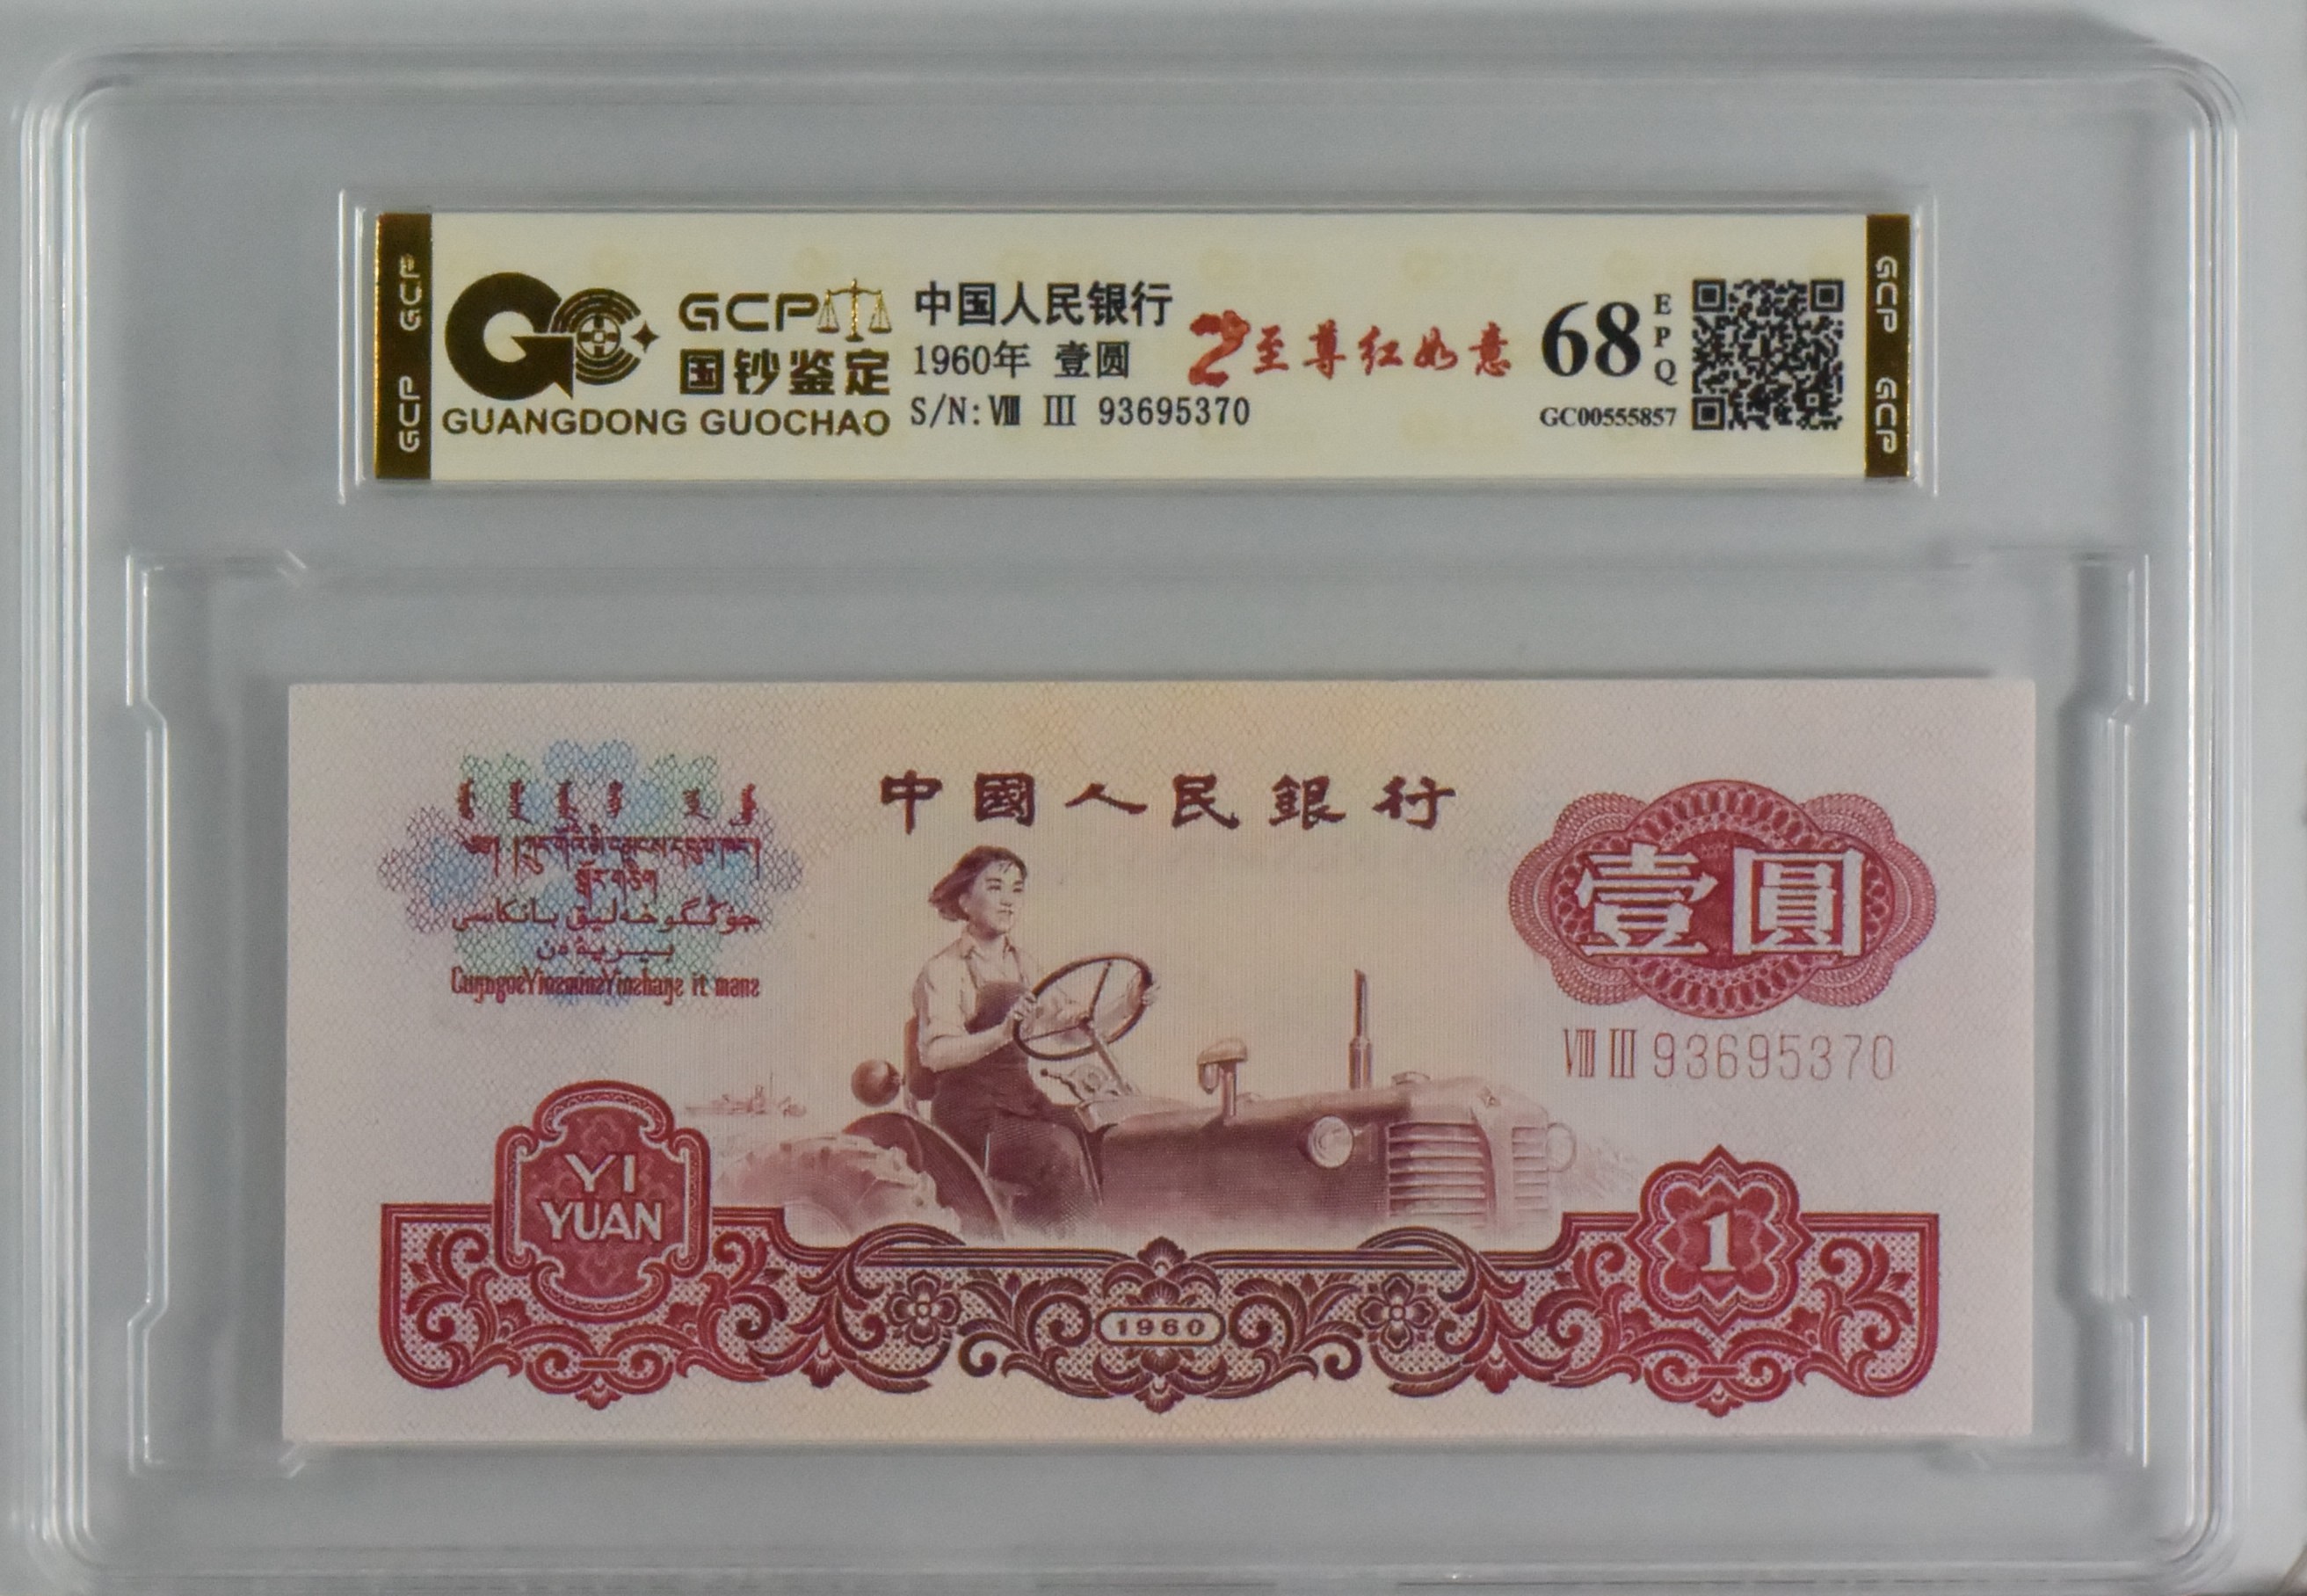 GCP GCP
GCP
国钞鉴定
GUANGDONG GUOCHAO
中国人民银行
1960年 壹圆
S/N: Ⅷ Ⅲ 93695370
至尊红如意
68
EPQ
GC00555857
GCP GCP
中國人民銀行
壹圓
Ⅷ Ⅲ 93695370
YI
YUAN
1960
1